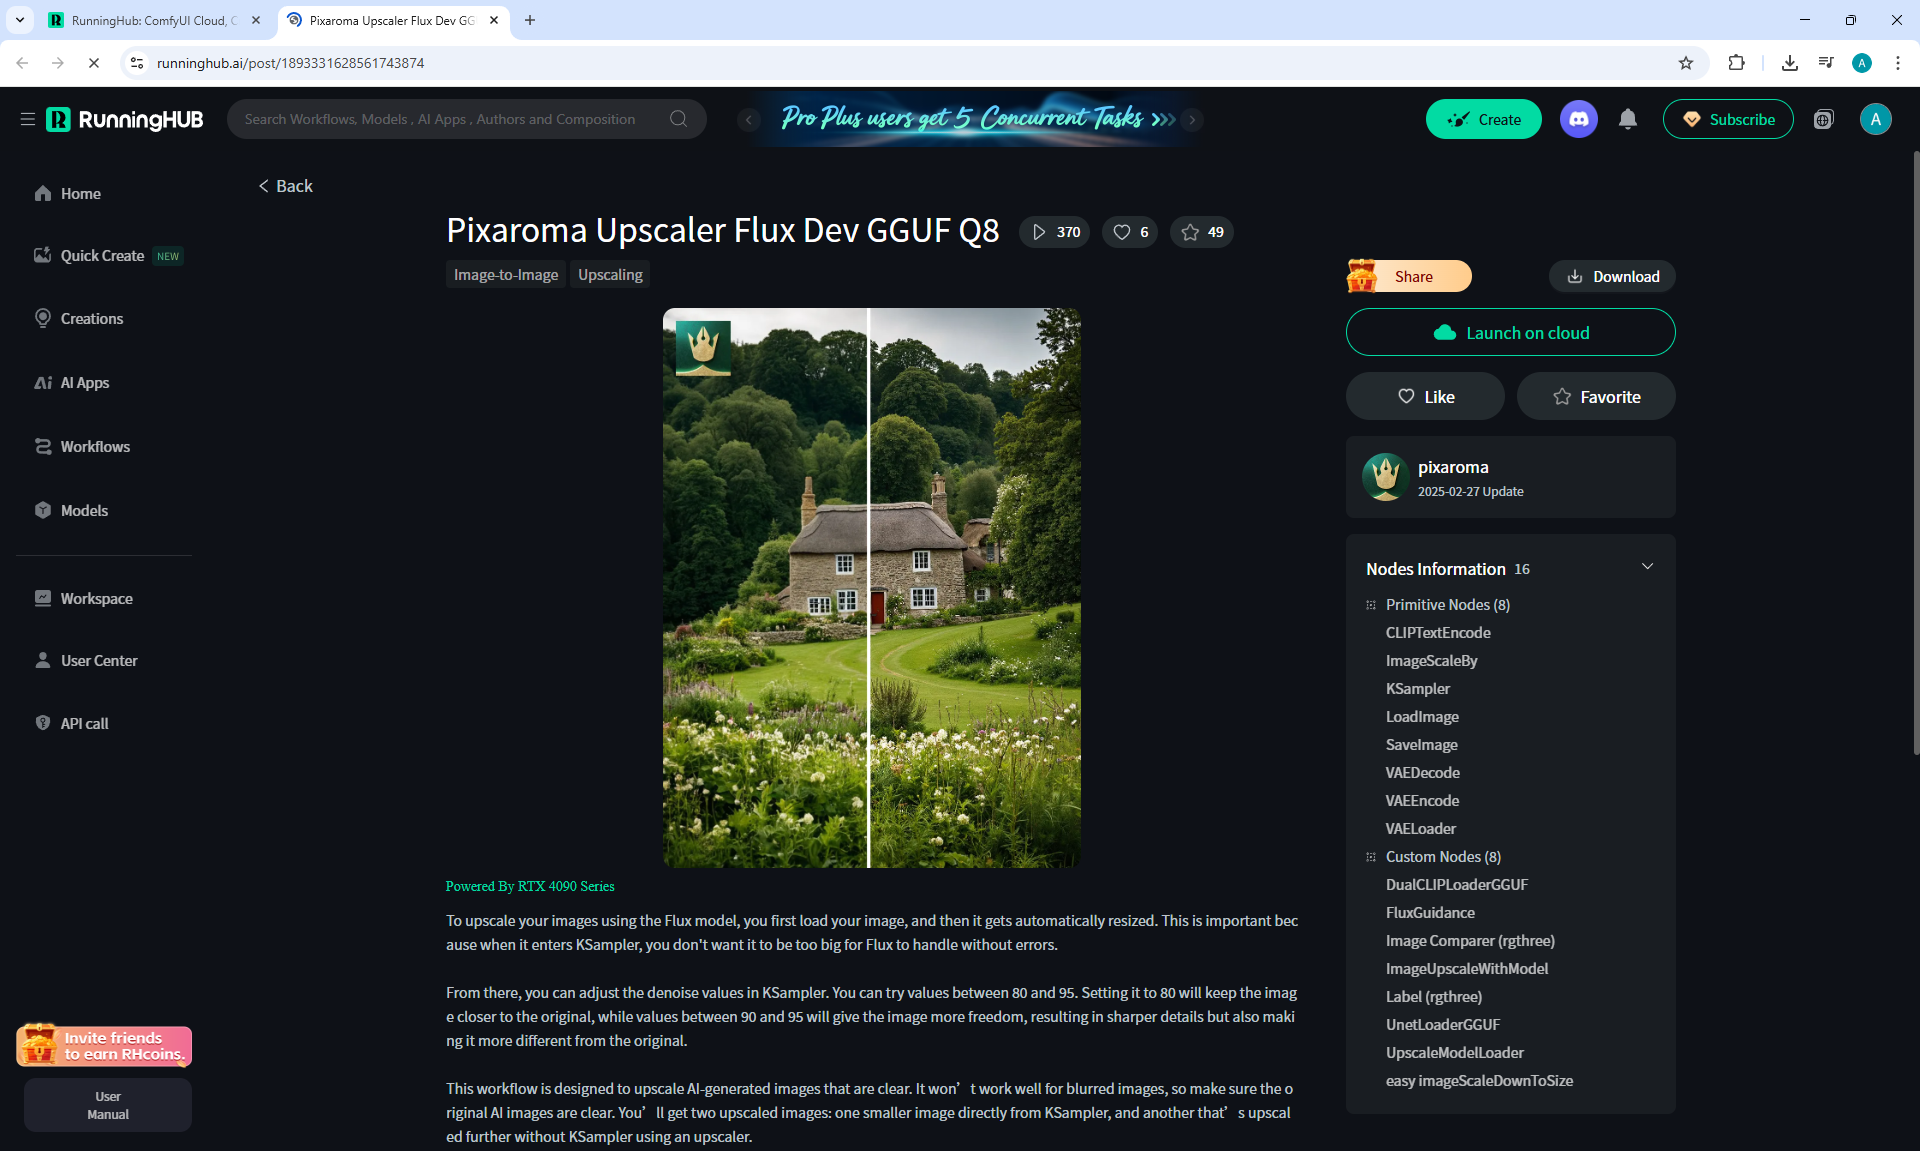 RunningHub: ComfyUI Cloud, C
Pixaroma Upscaler Flux Dev GG
runninghub.ai/post/1893331628561743874
A
RunningHUB
Search Workflows, Models , AI Apps , Authors and Composition
Pro Plus users get 5 Concurrent Tasks
Create
Subscribe
A
Home
Quick Create NEW
Creations
AI Apps
Workflows
Models
Workspace
User Center
API call
Invite friends
to earn RHcoins.
User
Manual
Back
Pixaroma Upscaler Flux Dev GGUF Q8
370
6
49
Image-to-Image
Upscaling
Powered By RTX 4090 Series
To upscale your images using the Flux model, you first load your image, and then it gets automatically resized. This is important bec
ause when it enters KSampler, you don't want it to be too big for Flux to handle without errors.
From there, you can adjust the denoise values in KSampler. You can try values between 80 and 95. Setting it to 80 will keep the imag
e closer to the original, while values between 90 and 95 will give the image more freedom, resulting in sharper details but also maki
ng it more different from the original.
This workflow is designed to upscale AI-generated images that are clear. It won’t work well for blurred images, so make sure the o
riginal AI images are clear. You’ll get two upscaled images: one smaller image directly from KSampler, and another that’s upscal
ed further without KSampler using an upscaler.
Share
Download
Launch on cloud
Like
Favorite
pixaroma
2025-02-27 Update
Nodes Information 16
Primitive Nodes (8)
CLIPTextEncode
ImageScaleBy
KSampler
LoadImage
SaveImage
VAEDecode
VAEEncode
VAELoader
Custom Nodes (8)
DualCLIPLoaderGGUF
FluxGuidance
Image Comparer (rgthree)
ImageUpscaleWithModel
Label (rgthree)
UnetLoaderGGUF
UpscaleModelLoader
easy imageScaleDownToSize